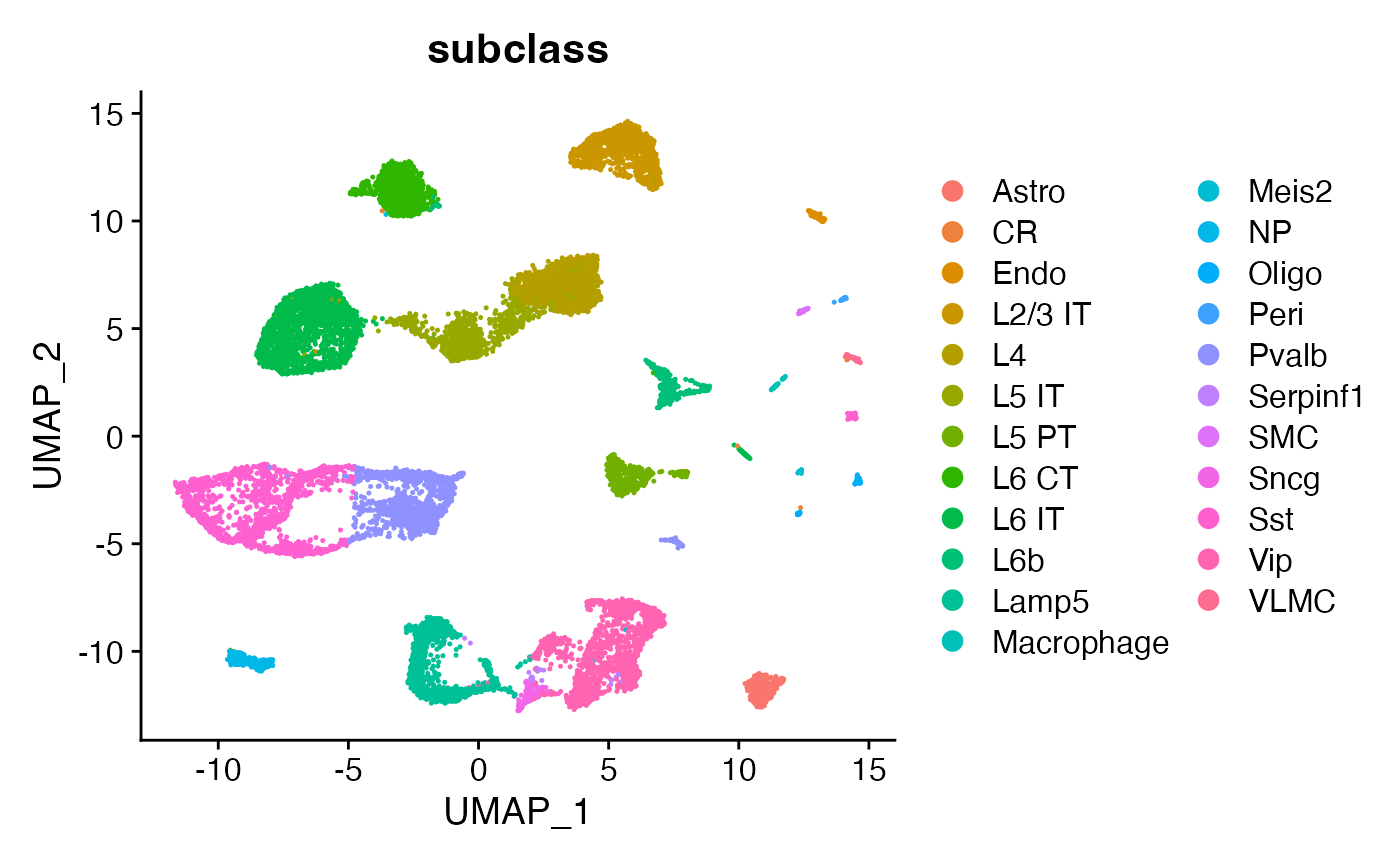 subclass
UMAP_2
15
10
5
0
-5
-10
-10 -5 0 5 10 15
UMAP_1
Astro
CR
Endo
L2/3 IT
L4
L5 IT
L5 PT
L6 CT
L6 IT
L6b
Lamp5
Macrophage
Meis2
NP
Oligo
Peri
Pvalb
Serpinf1
SMC
Sncg
Sst
Vip
VLMC